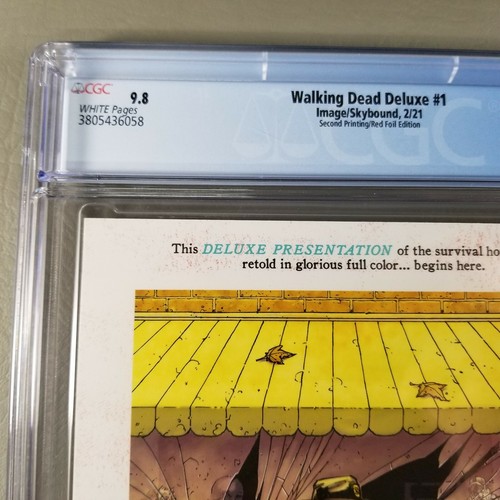 CGC 9.8
WHITE Pages
3805436058
Walking Dead Deluxe #1
Image/Skybound, 2/21
Second Printing/Red Foil Edition
CGC
This DELUXE PRESENTATION of the survival ho
retold in glorious full color... begins here.